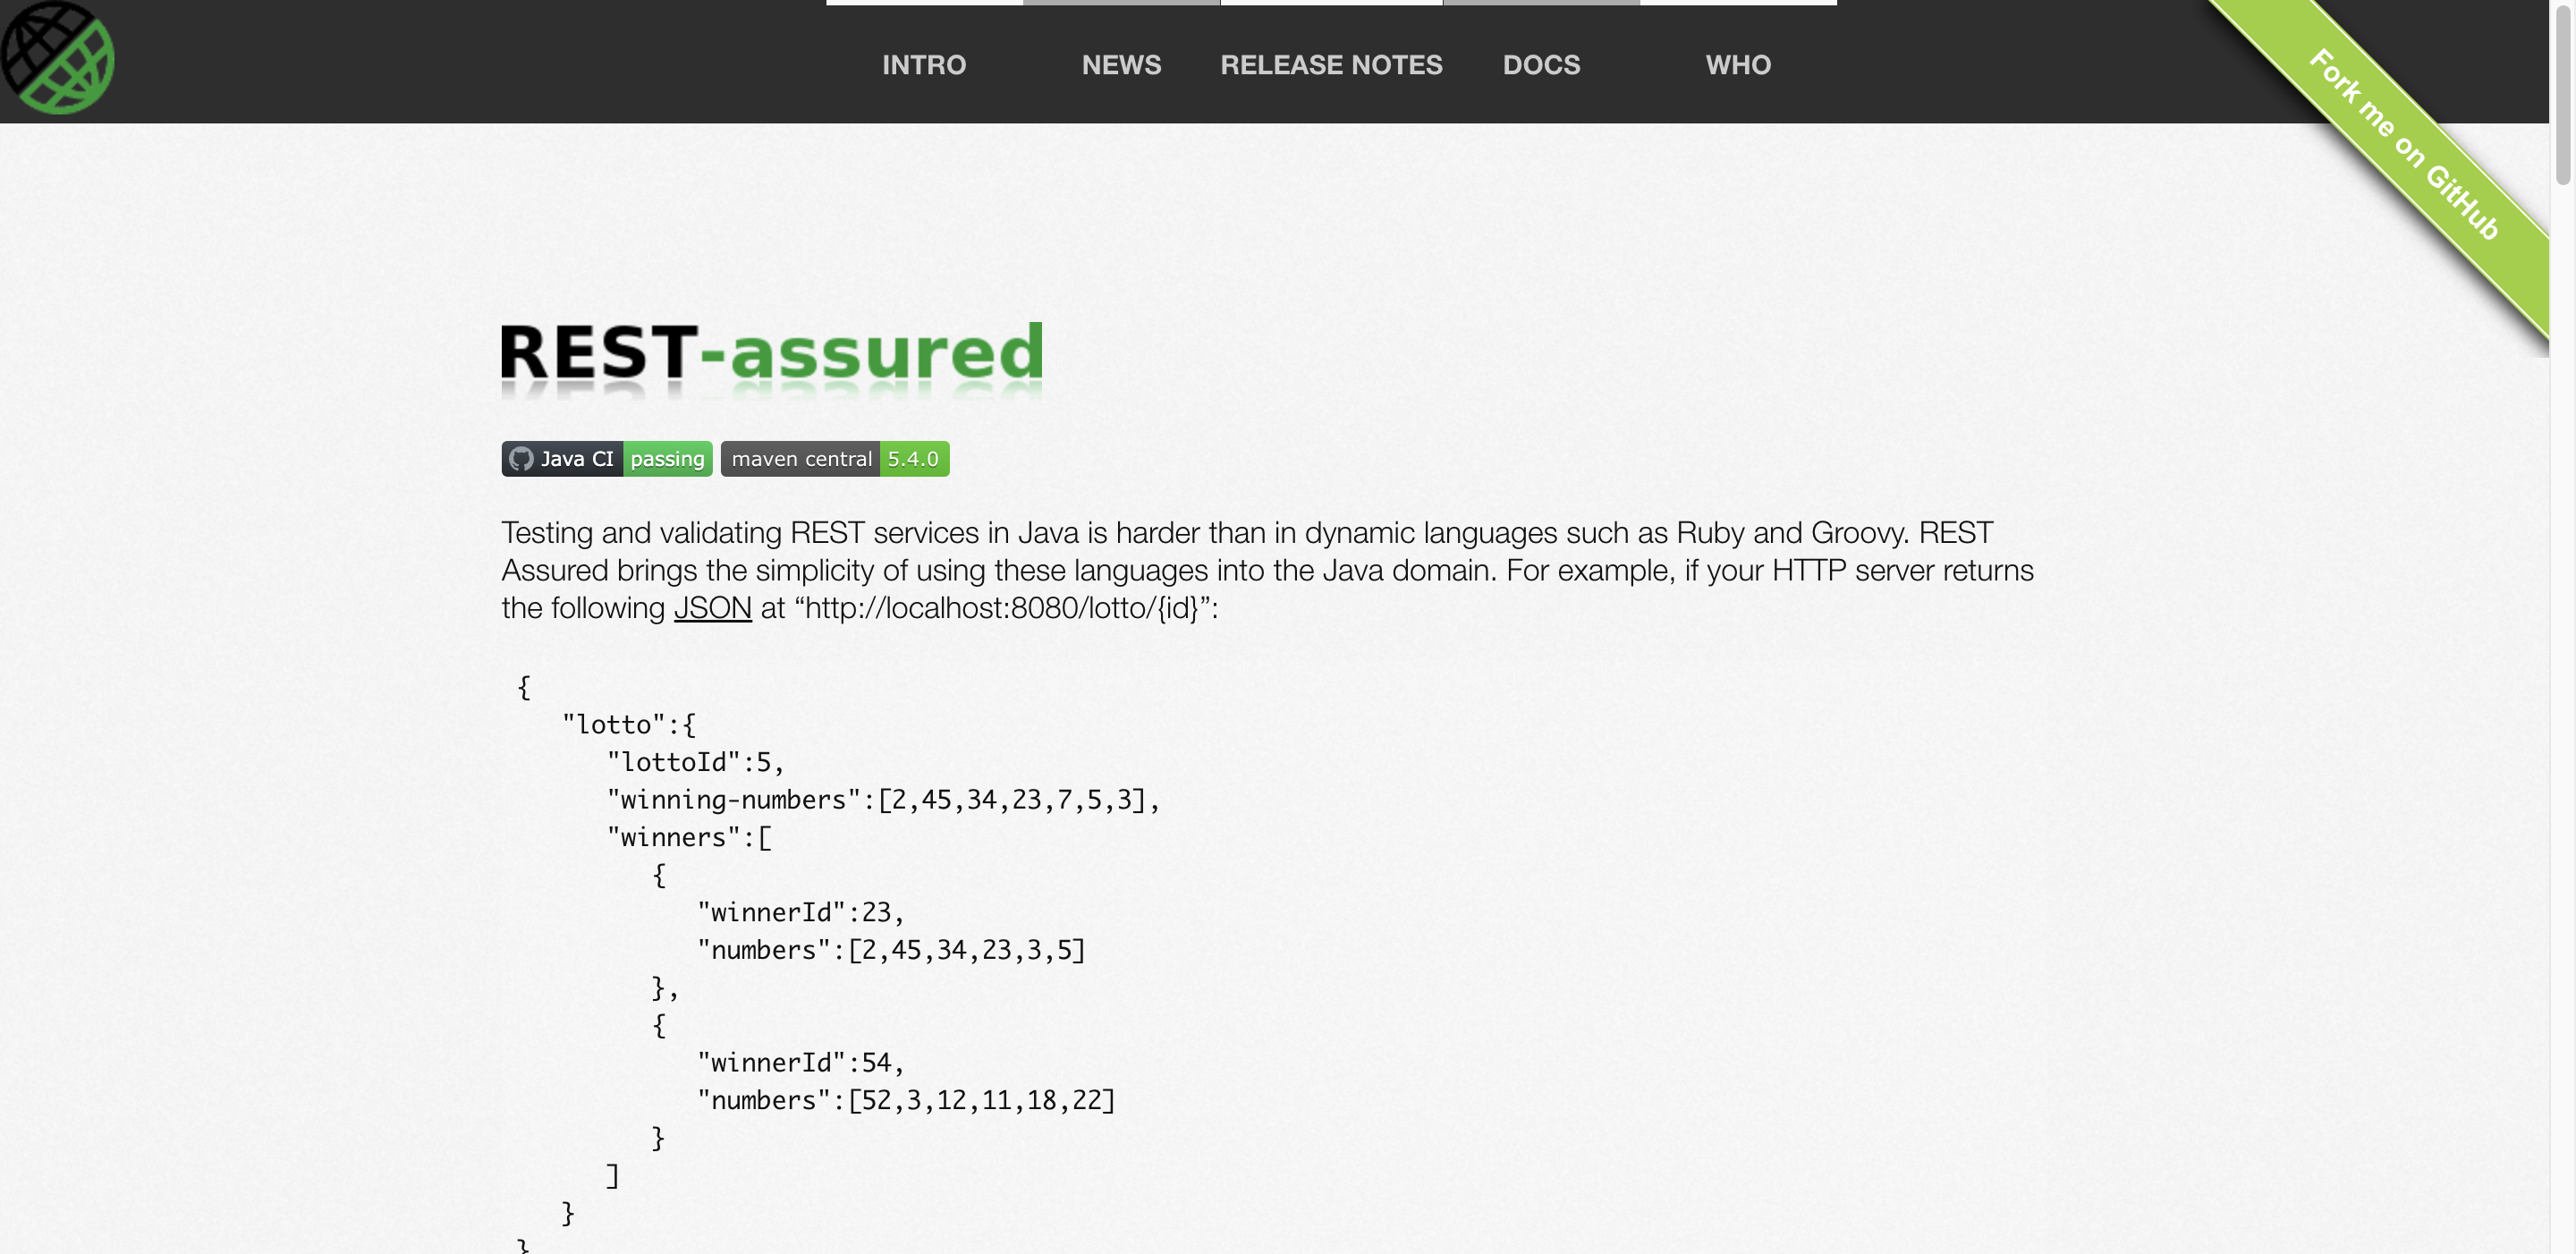 INTRO NEWS RELEASE NOTES DOCS WHO
Fork me on GitHub
REST-assured
Java CI passing maven central 5.4.0
Testing and validating REST services in Java is harder than in dynamic languages such as Ruby and Groovy. REST
Assured brings the simplicity of using these languages into the Java domain. For example, if your HTTP server returns
the following JSON at “http://localhost:8080/lotto/{id}”:
{
   "lotto":{
      "lottoId":5,
      "winning-numbers":[2,45,34,23,7,5,3],
      "winners":[
         {
            "winnerId":23,
            "numbers":[2,45,34,23,3,5]
         },
         {
            "winnerId":54,
            "numbers":[52,3,12,11,18,22]
         }
      ]
   }
}